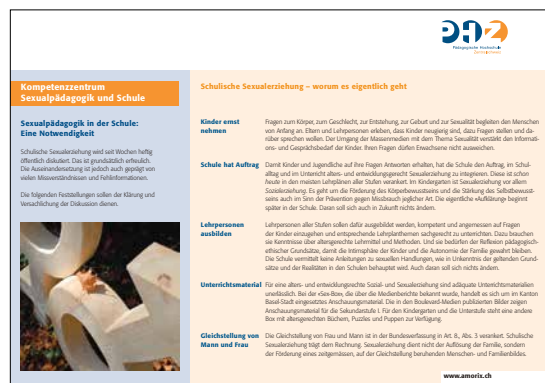 PHZ
Pädagogische Hochschule
Zentralschweiz
Kompetenzzentrum
Sexualpädagogik und Schule
Sexualpädagogik in der Schule:
Eine Notwendigkeit
Schulische Sexualerziehung wird seit Wochen heftig
öffentlich diskutiert. Das ist grundsätzlich erfreulich.
Die Auseinandersetzung ist jedoch auch geprägt von
vielen Missverständnissen und Fehlinformationen.
Die folgenden Feststellungen sollen der Klärung und
Versachlichung der Diskussion dienen.
Schulische Sexualerziehung – worum es eigentlich geht
Kinder ernst
nehmen
Fragen zum Körper, zum Geschlecht, zur Entstehung, zur Geburt und zur Sexualität begleiten den Menschen
von Anfang an. Eltern und Lehrpersonen erleben, dass Kinder neugierig sind, dazu Fragen stellen und da-
rüber sprechen wollen. Der Umgang der Massenmedien mit dem Thema Sexualität verstärkt den Informati-
ons- und Gesprächsbedarf der Kinder. Ihren Fragen dürfen Erwachsene nicht ausweichen.
Schule hat Auftrag
Damit Kinder und Jugendliche auf ihre Fragen Antworten erhalten, hat die Schule den Auftrag, im Schul-
alltag und im Unterricht alters- und entwicklungsgerecht Sexualerziehung zu integrieren. Diese ist schon
heute in den meisten Lehrplänen aller Stufen verankert. Im Kindergarten ist Sexualerziehung vor allem
Sozialerziehung. Es geht um die Förderung des Körperbewusstseins und die Stärkung des Selbstbewusst-
seins auch im Sinn der Prävention gegen Missbrauch jeglicher Art. Die eigentliche «Aufklärung» beginnt
später in der Schule. Daran soll sich auch in Zukunft nichts ändern.
Lehrpersonen
ausbilden
Lehrpersonen aller Stufen sollen dafür ausgebildet werden, kompetent und angemessen auf Fragen
der Kinder einzugehen und entsprechende Lehrplanthemen sachgerecht zu unterrichten. Dazu brauchen
sie Kenntnisse über altersgerechte Lehrmittel und Methoden. Und sie bedürfen der Reflexion pädagogisch-
ethischer Grundsätze, damit die Intimsphäre der Kinder und die Autonomie der Familie gewahrt bleiben.
Die Schule vermittelt keine Anleitungen zu sexuellen Handlungen, wie in Unkenntnis der geltenden Grund-
sätze und der Realitäten in den Schulen behauptet wird. Auch daran soll sich nichts ändern.
Unterrichtsmaterial
Für eine alters- und entwicklungsrechte Sozial- und Sexualerziehung sind adäquate Unterrichtsmaterialien
unerlässlich. Bei der «Sex-Box», die über die Medienberichte bekannt wurde, handelt es sich um im Kanton
Basel-Stadt eingesetztes Anschauungsmaterial. Die in den Boulevard-Medien publizierten Bilder zeigen
Anschauungsmaterial für die Sekundarstufe I. Für den Kindergarten und die Unterstufe steht eine andere
Box mit altersgerechten Büchern, Puzzles und Puppen zur Verfügung.
Gleichstellung von
Mann und Frau
Die Gleichstellung von Frau und Mann ist in der Bundesverfassung in Art. 8, Abs. 3 verankert. Schulische
Sexualerziehung trägt dem Rechnung. Sexualerziehung dient nicht der Auflösung der Familie, sondern
der Förderung eines zeitgemässen, auf der Gleichstellung beruhenden Menschen- und Familienbildes.
www.amorix.ch